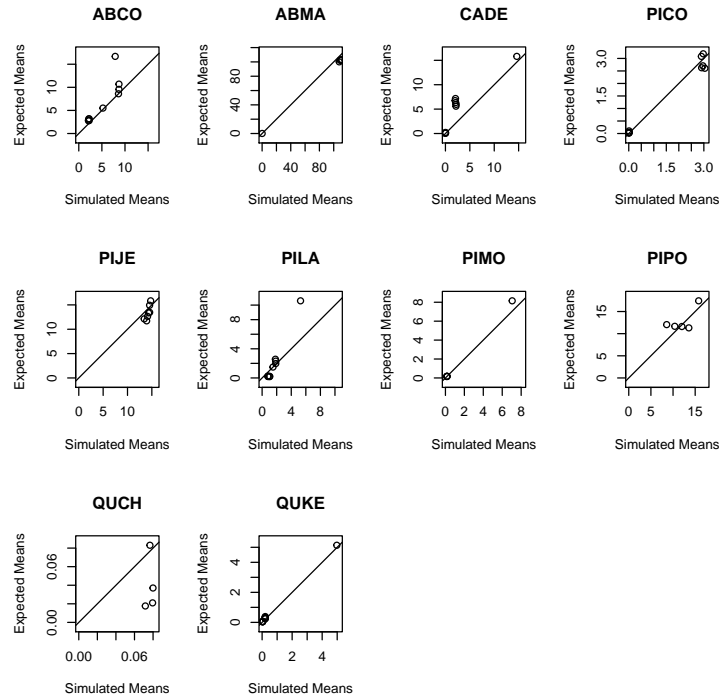 ABCO
ABMA
CADE
PICO
Expected Means
0 5 10
0 5 10
Simulated Means
Expected Means
0 40 80
0 40 80
Simulated Means
Expected Means
0 5 10
0 5 10
Simulated Means
Expected Means
0.0 1.5 3.0
0.0 1.5 3.0
Simulated Means
PIJE
PILA
PIMO
PIPO
Expected Means
0 5 10
0 5 10
Simulated Means
Expected Means
0 4 8
0 4 8
Simulated Means
Expected Means
0 2 4 6 8
0 2 4 6 8
Simulated Means
Expected Means
0 5 15
0 5 15
Simulated Means
QUCH
QUKE
Expected Means
0.00 0.06
0.00 0.06
Simulated Means
Expected Means
0 2 4
0 2 4
Simulated Means